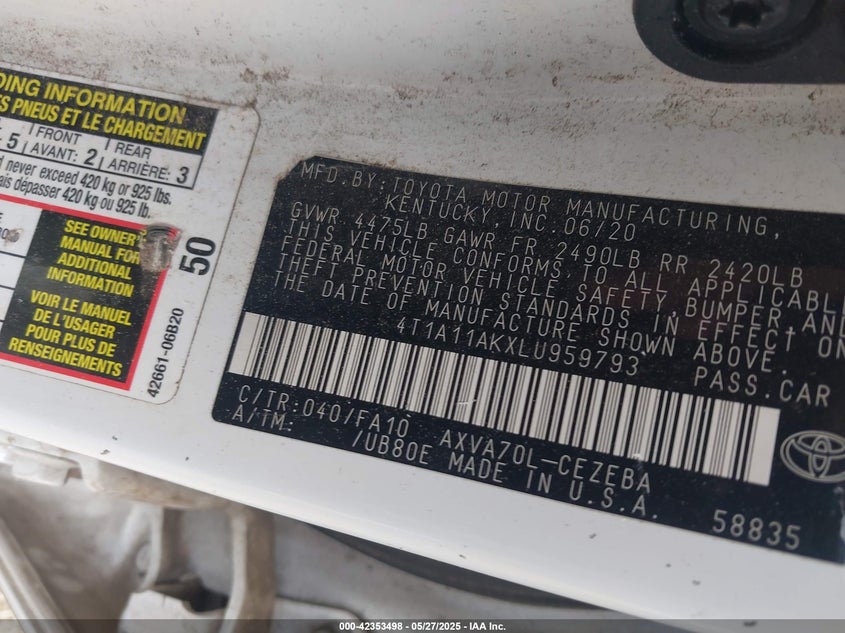 DING INFORMATION
ES PNEUS ET LE CHARGEMENT
5 FRONT AVANT: 2 REAR ARRIÈRE: 3
d never exceed 420 kg or 925 lbs.
ais dépasser 420 kg ou 925 lb.
SEE OWNER'S
MANUAL FOR
ADDITIONAL
INFORMATION
VOIR LE MANUEL
DE L'USAGER
POUR PLUS DE
RENSEIGNEMENTS
50
42661-06B20
MFD.BY:TOYOTA MOTOR MANUFACTURING,
KENTUCKY, INC.06/20
GVWR 4475LB GAWR FR 2490LB RR 2420LB
THIS VEHICLE CONFORMS TO ALL APPLICABLE
FEDERAL MOTOR VEHICLE SAFETY, BUMPER, AND
THEFT PREVENTION STANDARDS IN EFFECT ON
THE DATE OF MANUFACTURE SHOWN ABOVE.
4T1A11AKXLU959793
PASS.CAR
C/TR:040/FA10 AXVA70L-CEZEBA
A/TM: /UB80E MADE IN U.S.A.
58835
000-42353498 - 05/27/2025 - IAA Inc.